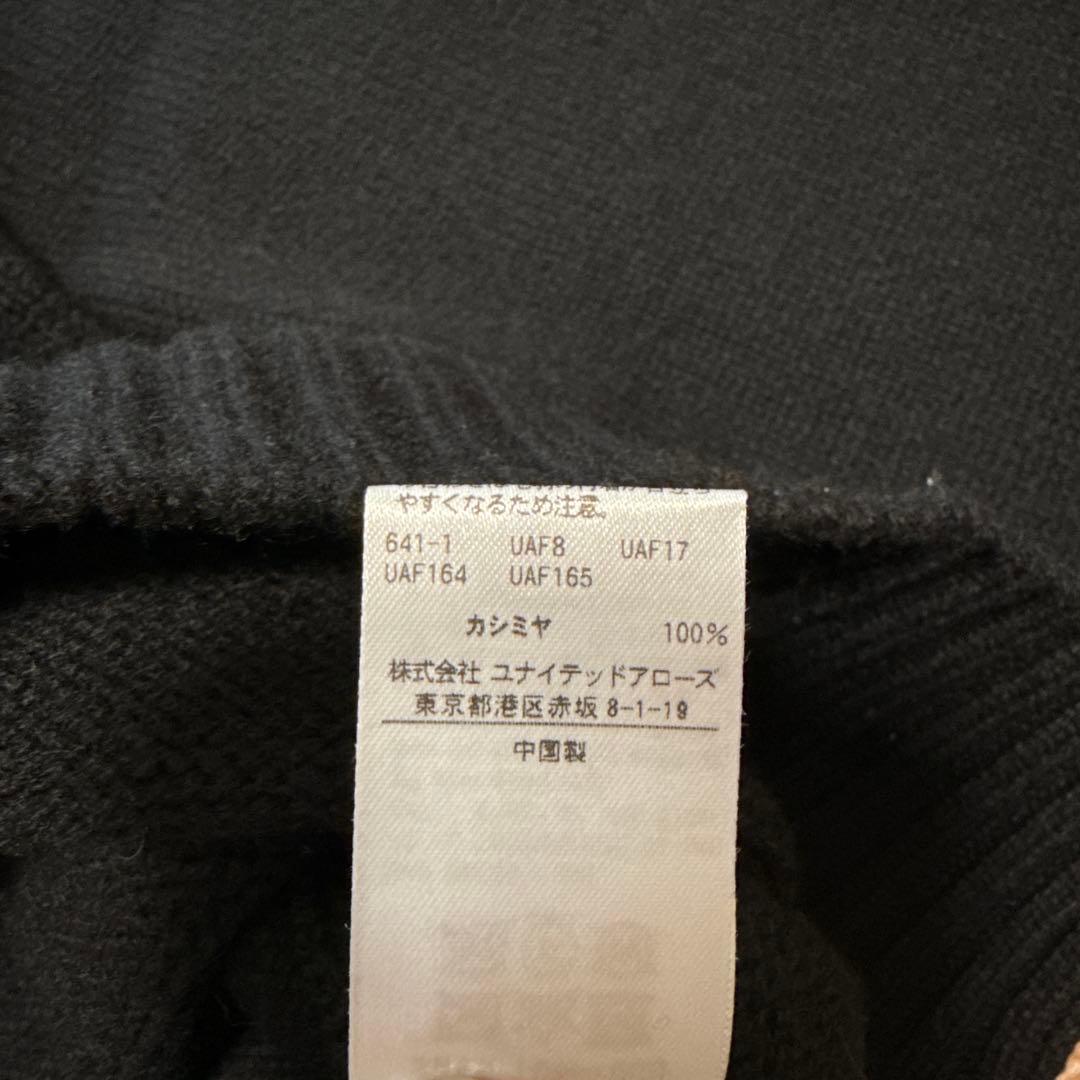 やすくなるため注意。
641-1 UAF8 UAF17
UAF164 UAF165
カシミヤ 100%
株式会社 ユナイテッドアローズ
東京都港区赤坂 8-1-19
中国製